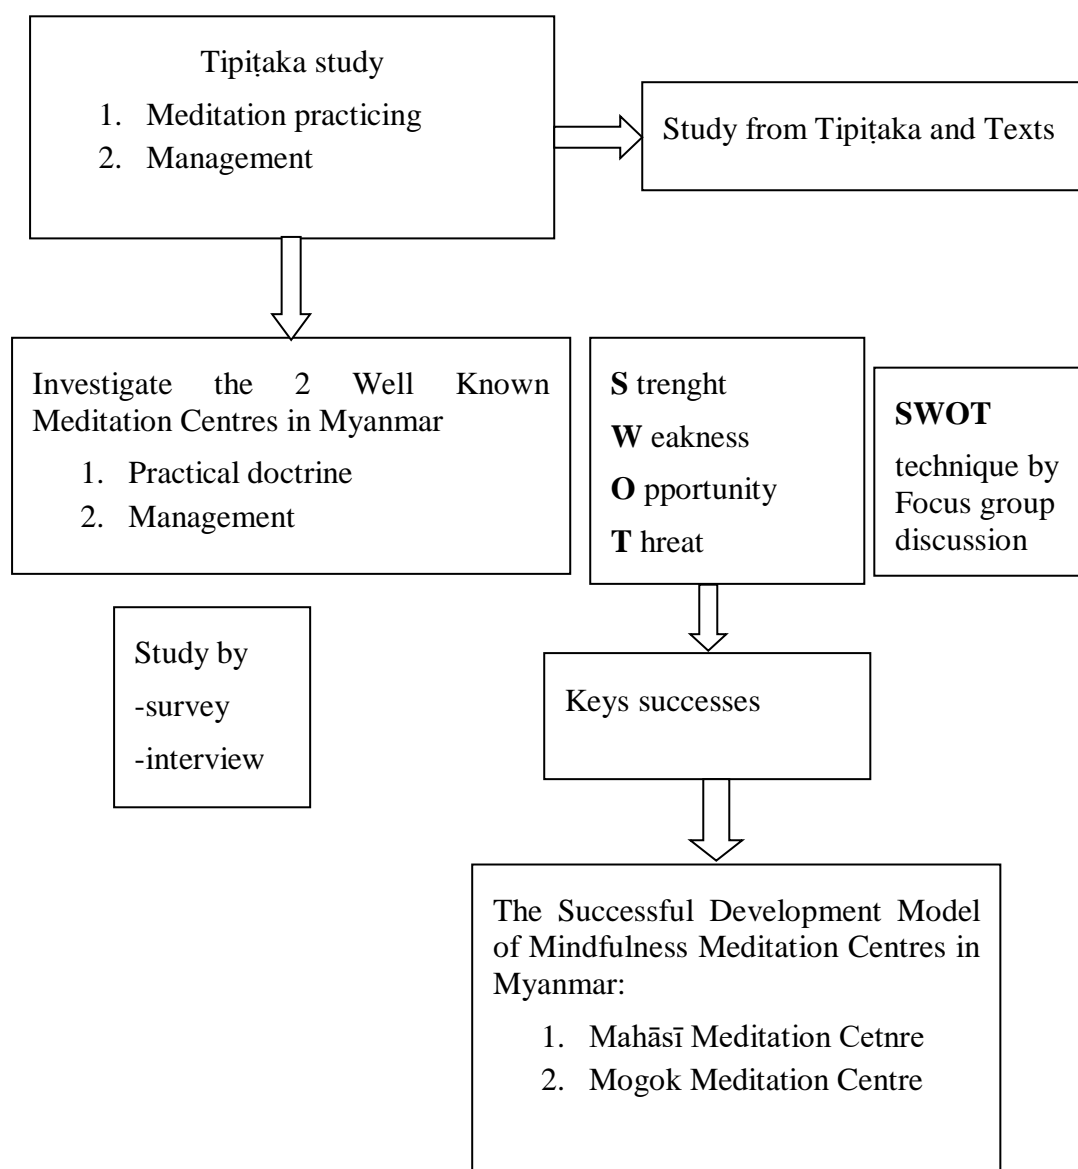 Tipiṭaka study
1. Meditation practicing
2. Management
Study from Tipiṭaka and Texts
Investigate the 2 Well Known
Meditation Centres in Myanmar
1. Practical doctrine
2. Management
S trenght
W eakness
O pportunity
T hreat
SWOT
technique by
Focus group
discussion
Study by
-survey
-interview
Keys successes
The Successful Development Model
of Mindfulness Meditation Centres in
Myanmar:
1. Mahāsī Meditation Cetnre
2. Mogok Meditation Centre